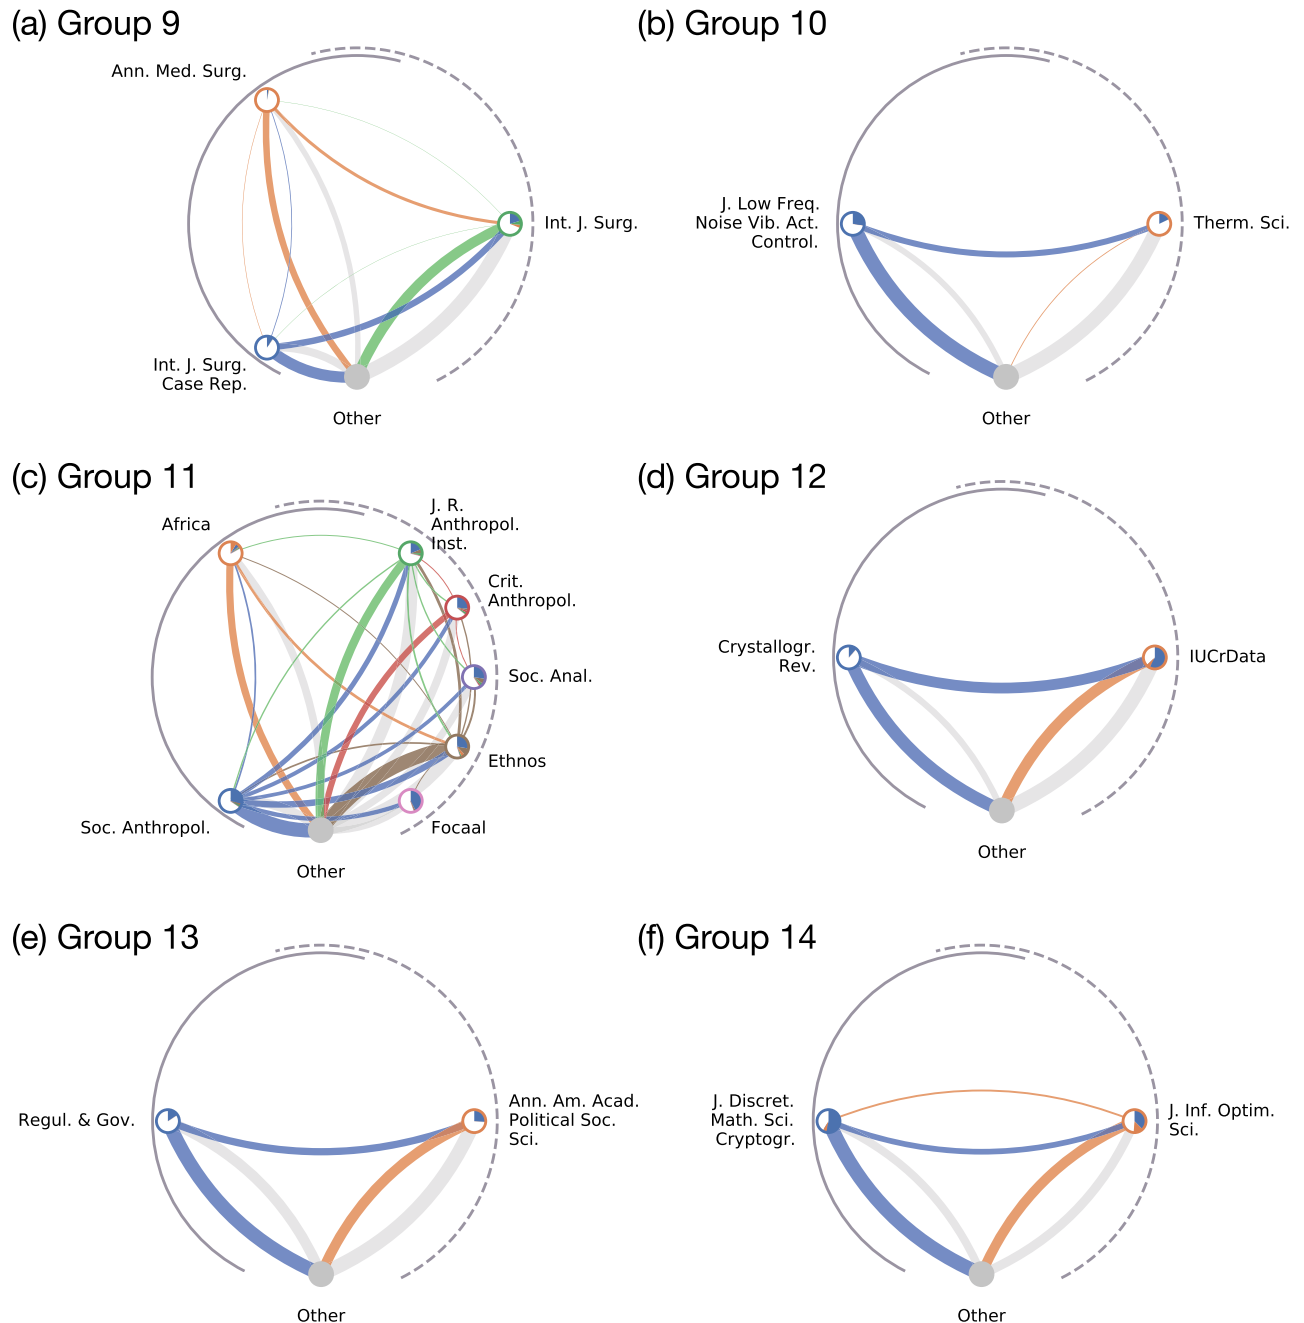 (a) Group 9
Ann. Med. Surg.
Int. J. Surg.
Int. J. Surg.
Case Rep.
Other
(b) Group 10
J. Low Freq.
Noise Vib. Act.
Control.
Therm. Sci.
Other
(c) Group 11
Africa
J. R.
Anthropol.
Inst.
Crit.
Anthropol.
Soc. Anal.
Ethnos
Focaal
Soc. Anthropol.
Other
(d) Group 12
Crystallogr.
Rev.
IUCrData
Other
(e) Group 13
Regul. & Gov.
Ann. Am. Acad.
Political Soc.
Sci.
Other
(f) Group 14
J. Discret.
Math. Sci.
Cryptogr.
J. Inf. Optim.
Sci.
Other